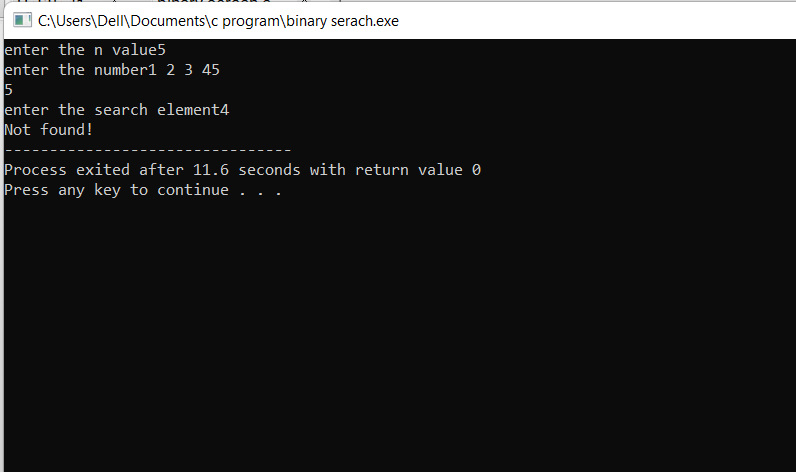 C:\Users\Dell\Documents\c program\binary serach.exe
enter the n value5
enter the number1 2 3 45
5
enter the search element4
Not found!
--------------------------------
Process exited after 11.6 seconds with return value 0
Press any key to continue . . .